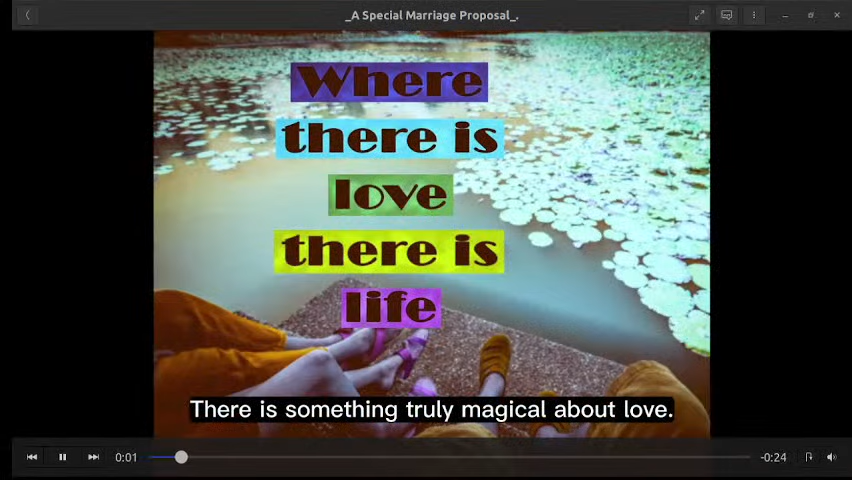 _A Special Marriage Proposal_.
Where
there is
love
there is
life
There is something truly magical about love.
0:01
-0:24